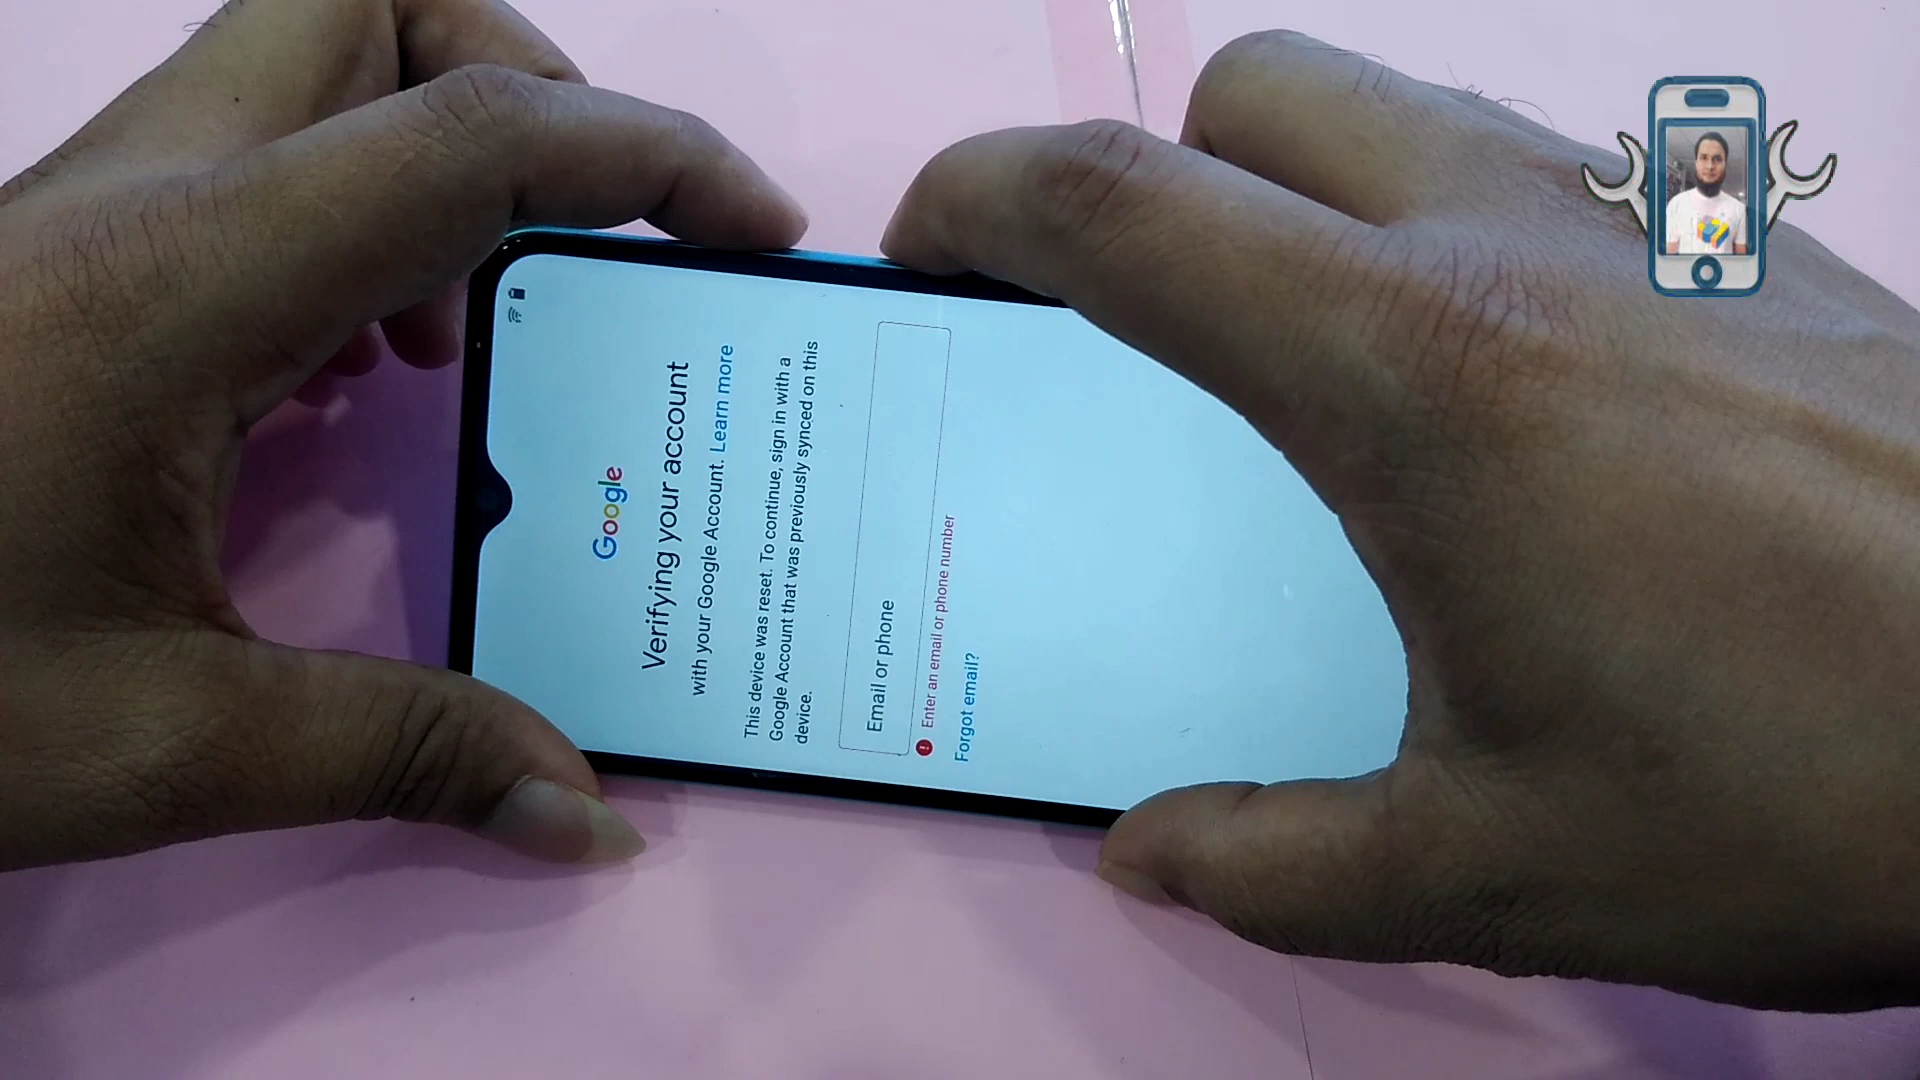 Google
Verifying your account
with your Google Account. Learn more
This device was reset. To continue, sign in with a
Google Account that was previously synced on this
device.
Email or phone
Enter an email or phone number
Forgot email?